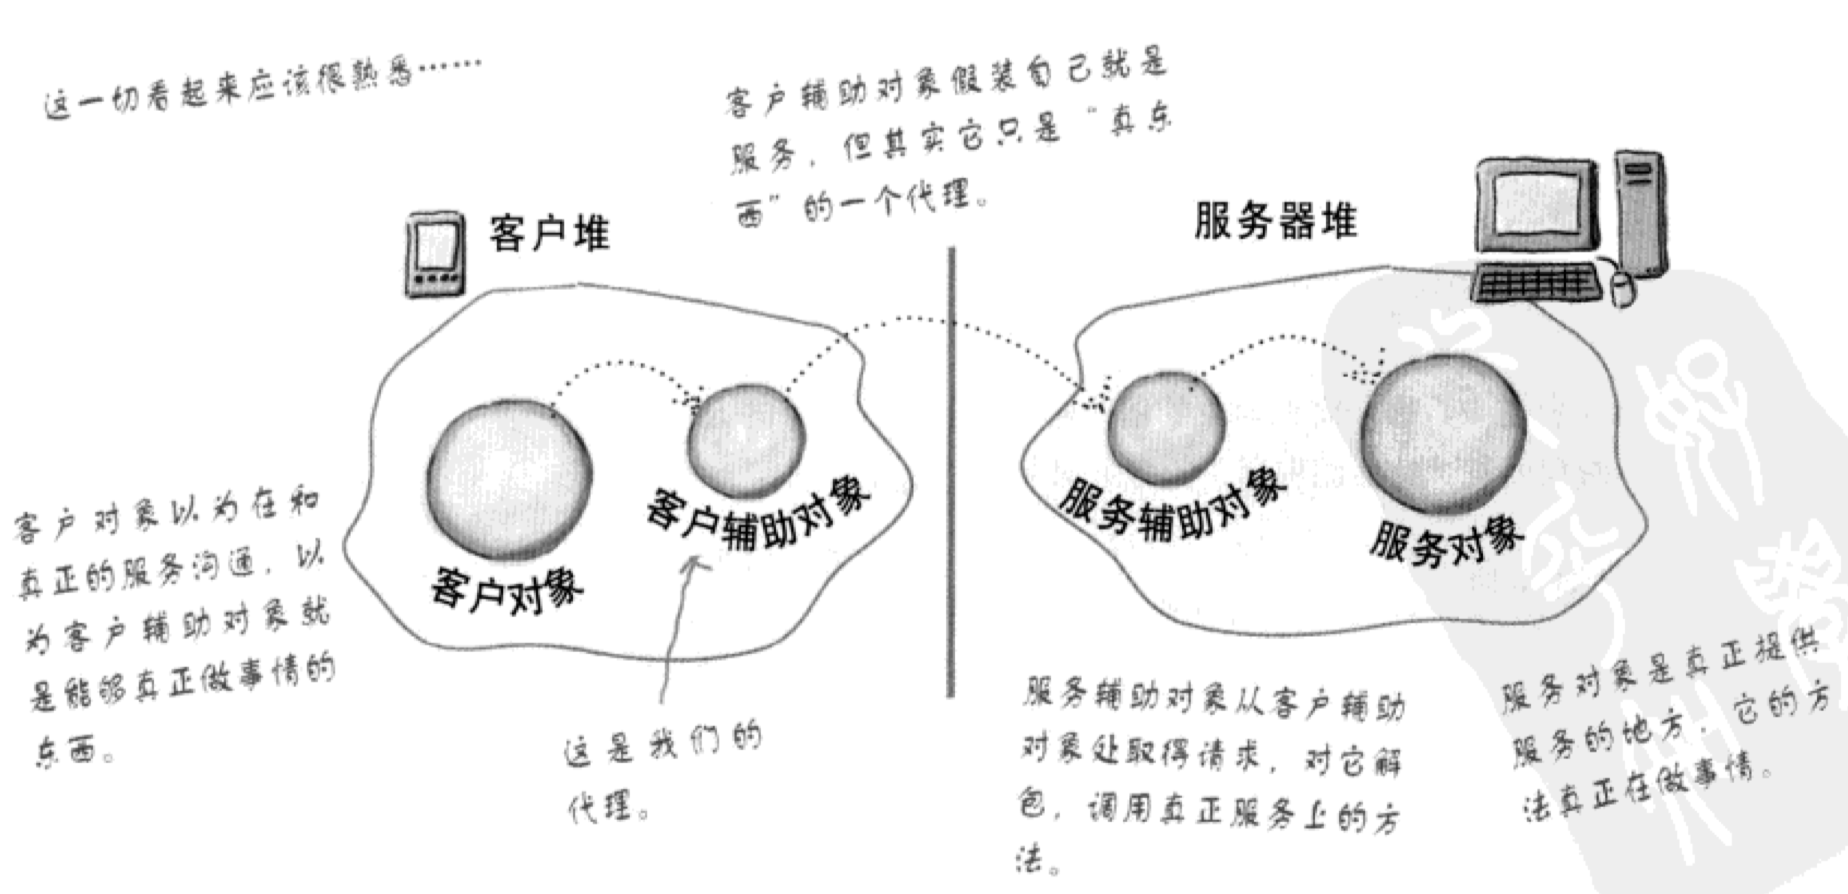 这一切看起来应该很熟悉……
客户辅助对象假装自己就是
服务，但其实它只是“真东
西”的一个代理。
客户堆
服务器堆
客户辅助对象
客户对象
服务辅助对象
服务对象
客户对象以为在和
真正的服务沟通，以
为客户辅助对象就
是能够真正做事情的
东西。
这是我们的
代理。
服务辅助对象从客户辅助
对象处取得请求，对它解
包，调用真正服务上的方
法。
服务对象是真正提供
服务的地方，它的方
法真正在做事情。